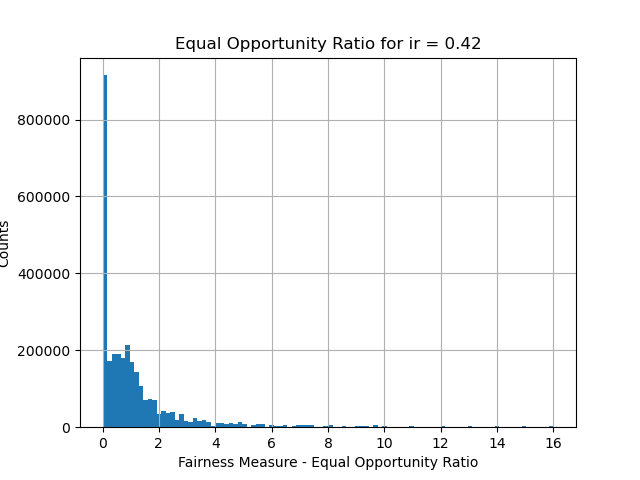 Equal Opportunity Ratio for ir = 0.42
Counts
800000
600000
400000
200000
0
0 2 4 6 8 10 12 14 16
Fairness Measure - Equal Opportunity Ratio